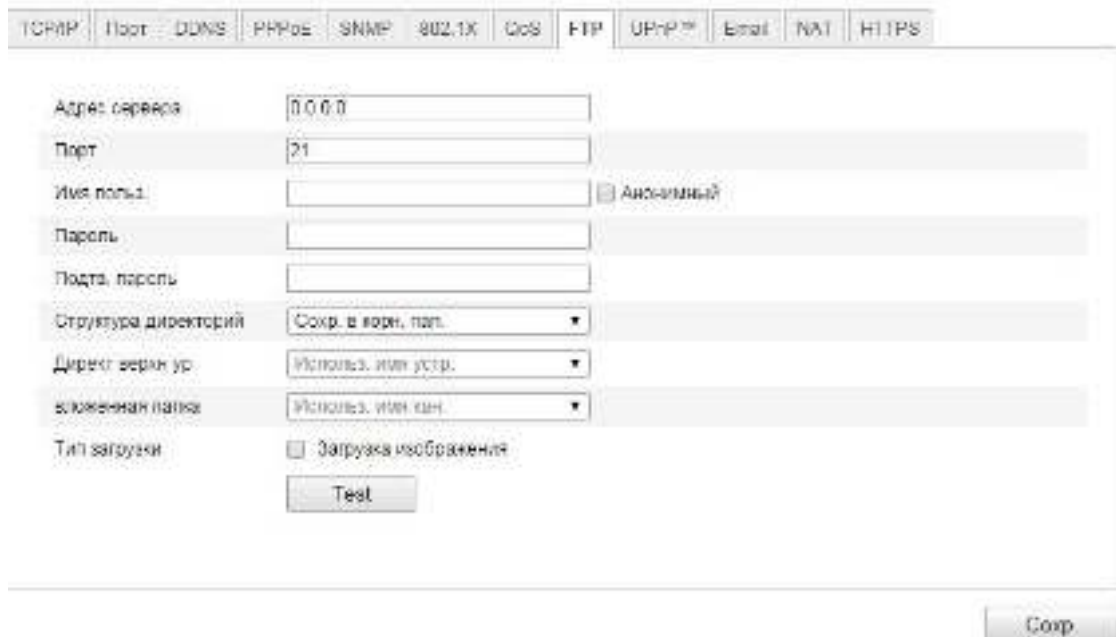 TCP/IP Порт DDNS PPPoE SNMP 802.1X QoS FTP UPnP™ Email NAT HTTPS
Адрес сервера 0.0.0.0
Порт 21
Имя польз. Анонимный
Пароль
Подтв. пароль
Структура директорий Сохр. в корн. пап.
Директ верхн ур Использ. имя устр.
вложенная папка Использ. имя кан.
Тип загрузки Загрузка изображения
Test
Сохр